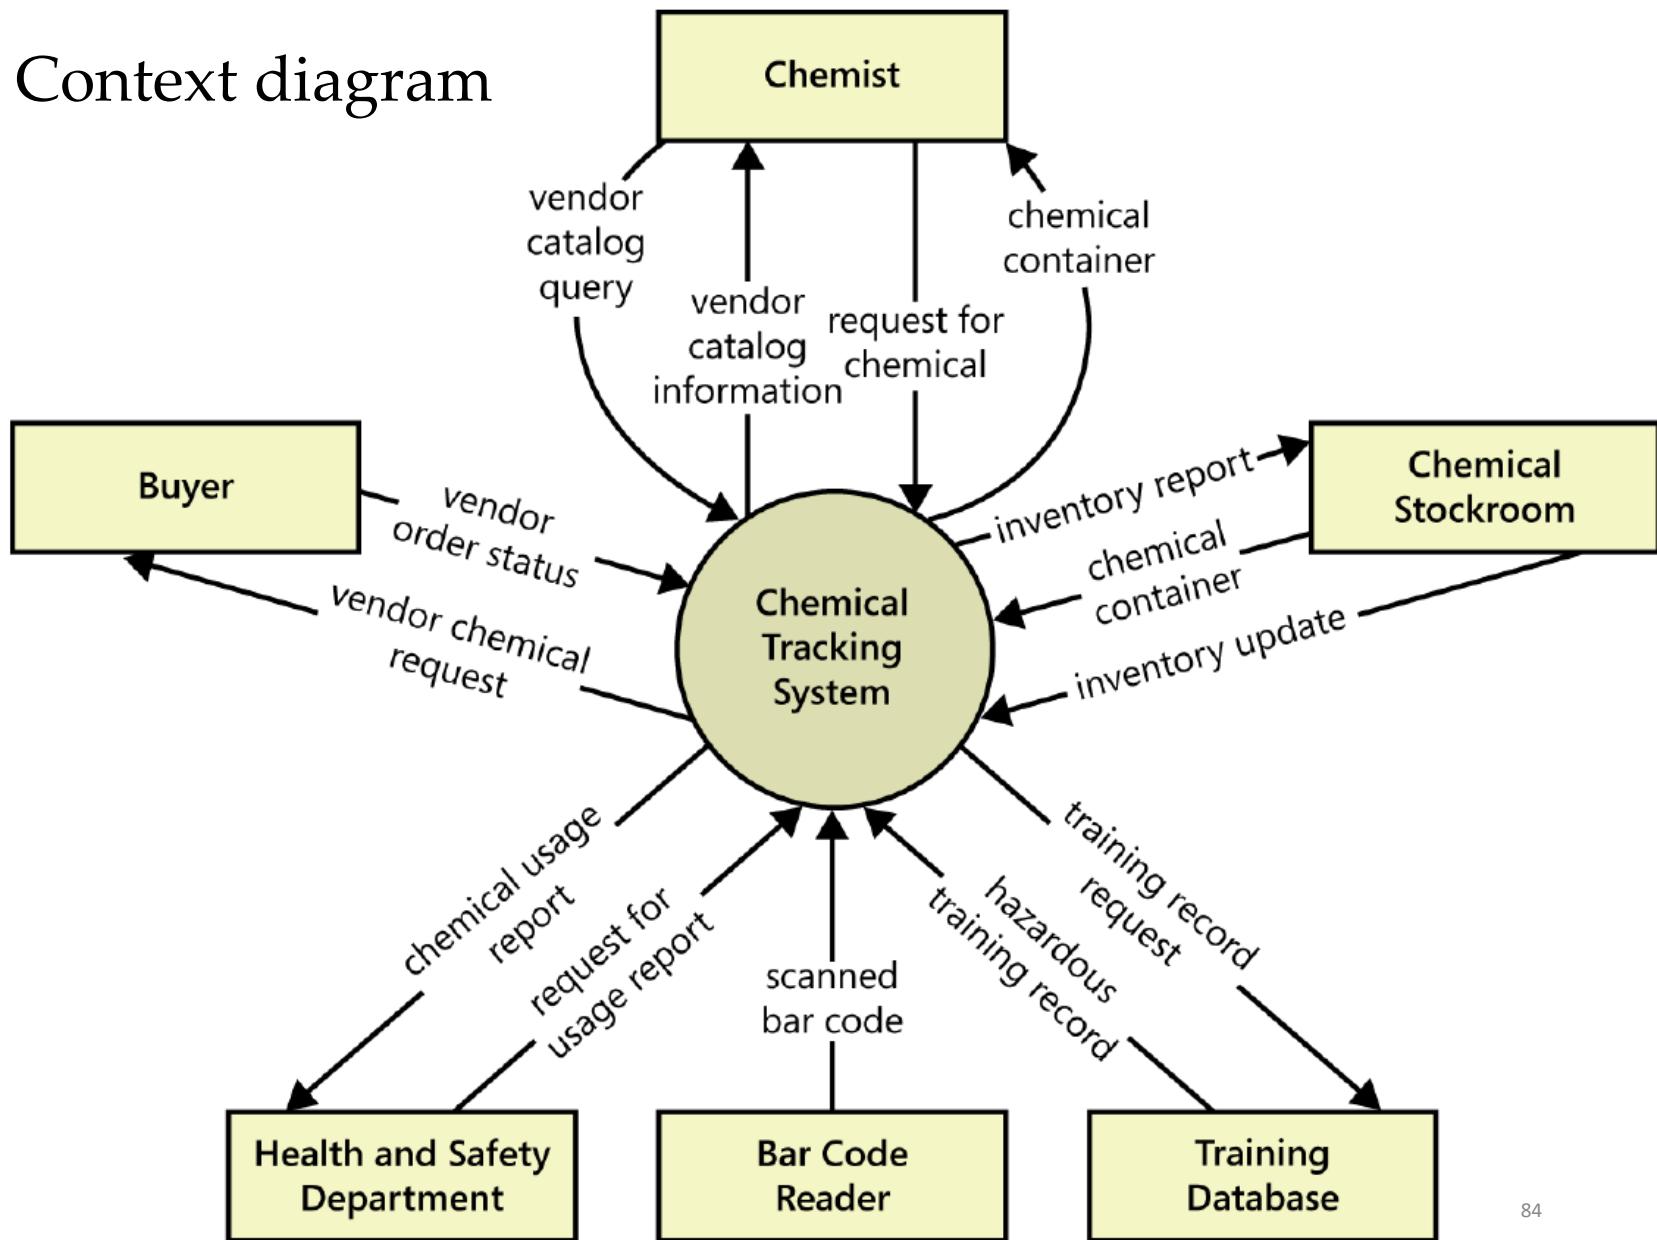 Context diagram
Chemist
vendor
catalog
query
vendor
catalog
information
request for
chemical
chemical
container
Buyer
vendor
order status
vendor chemical
request
Chemical
Tracking
System
inventory report
chemical
container
inventory update
Chemical
Stockroom
chemical usage
report
request for
usage report
scanned
bar code
hazardous
training record
training record
request
Health and Safety
Department
Bar Code
Reader
Training
Database
84